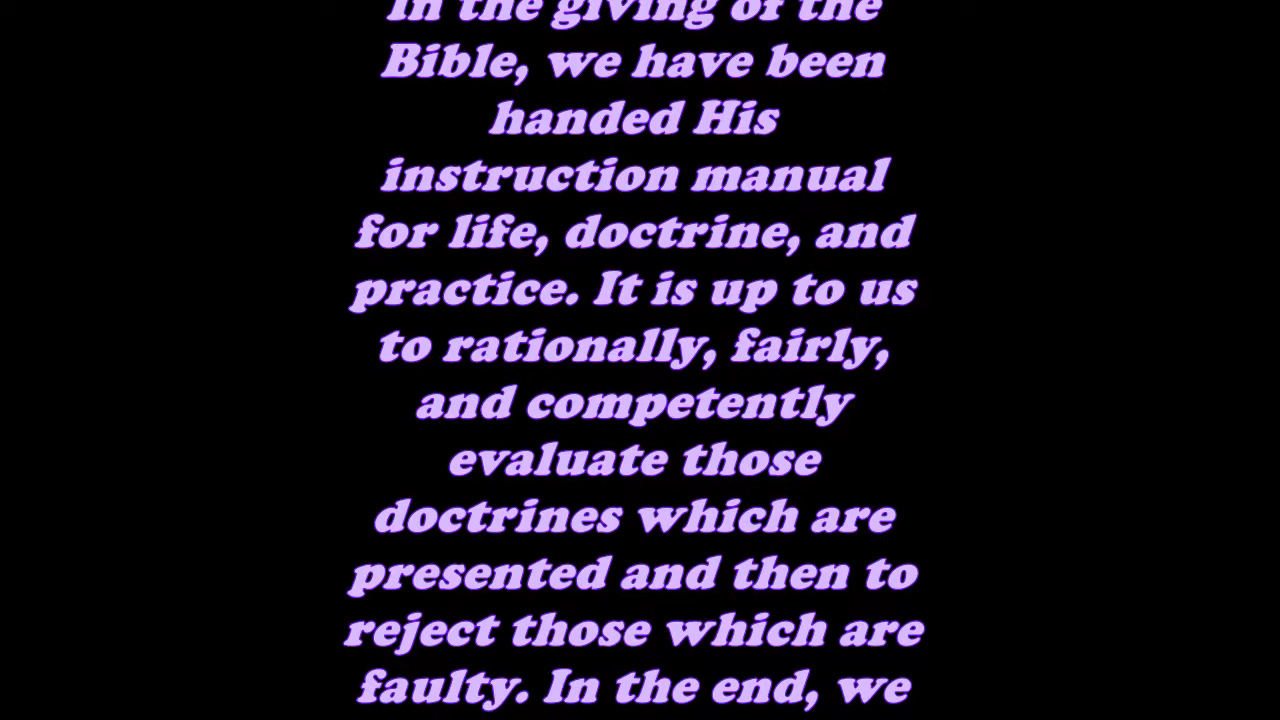 In the giving of the
Bible, we have been
handed His
instruction manual
for life, doctrine, and
practice. It is up to us
to rationally, fairly,
and competently
evaluate those
doctrines which are
presented and then to
reject those which are
faulty. In the end, we